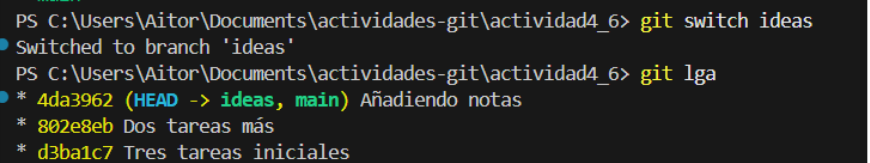 PS C:\Users\Aitor\Documents\actividades-git\actividad4_6> git switch ideas
Switched to branch 'ideas'
PS C:\Users\Aitor\Documents\actividades-git\actividad4_6> git lga
* 4da3962 (HEAD -> ideas, main) Añadiendo notas
* 802e8eb Dos tareas más
* d3ba1c7 Tres tareas iniciales